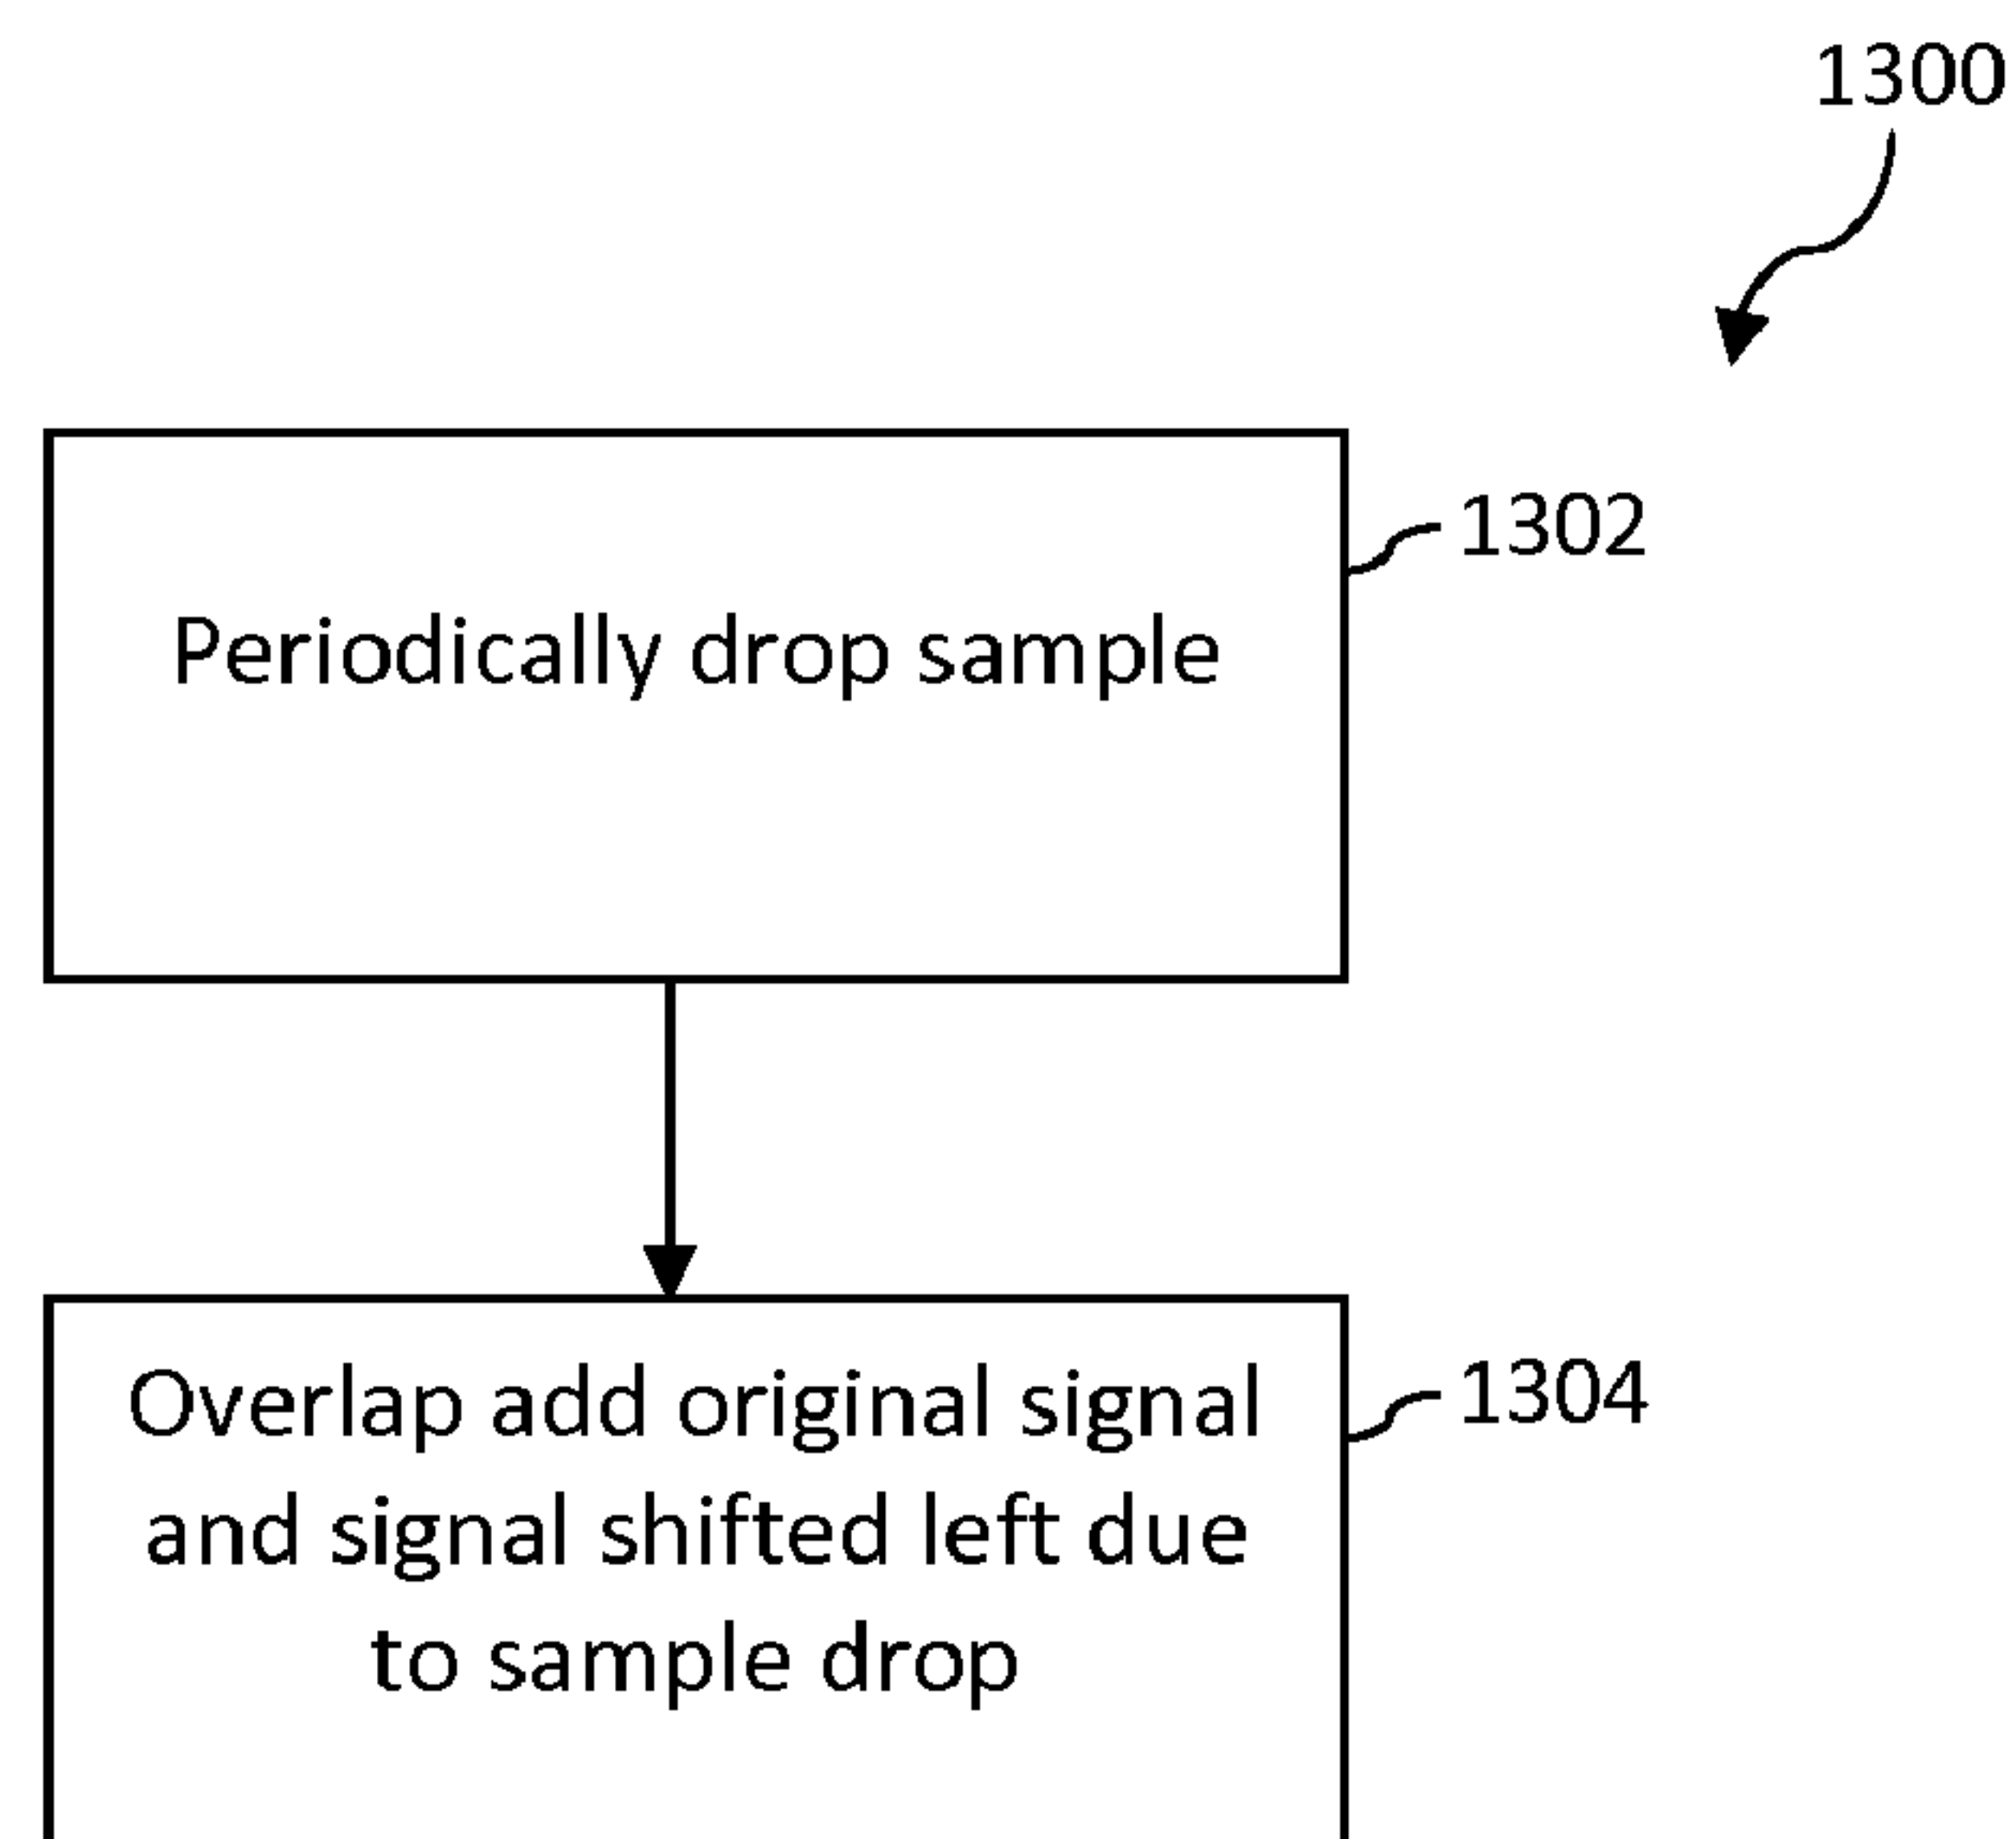 1300
1302
Periodically drop sample
1304
Overlap add original signal
and signal shifted left due
to sample drop